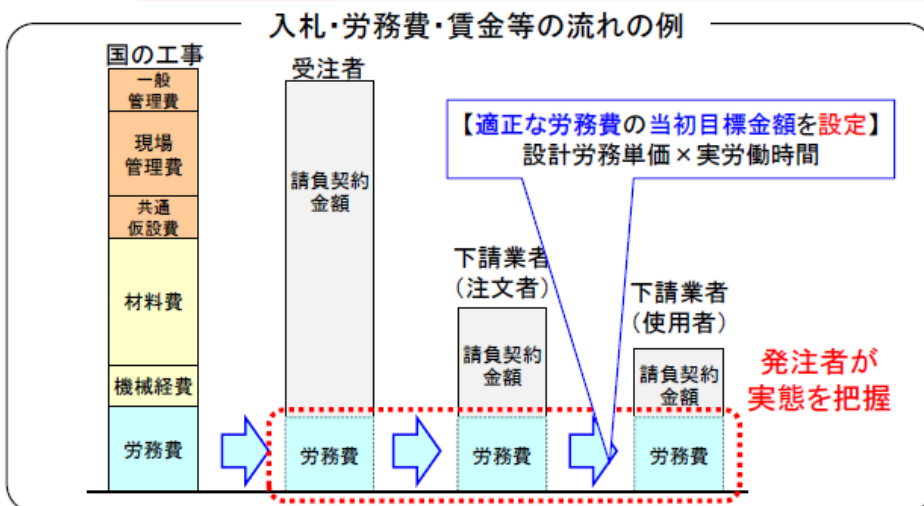 入札・労務費・賃金等の流れの例
国の工事
一般
管理費
現場
管理費
共通
仮設費
材料費
機械経費
労務費
受注者
請負契約
金額
労務費
【適正な労務費の当初目標金額を設定】
設計労務単価×実労働時間
下請業者
(注文者)
請負契約
金額
労務費
下請業者
(使用者)
請負契約
金額
労務費
発注者が
実態を把握